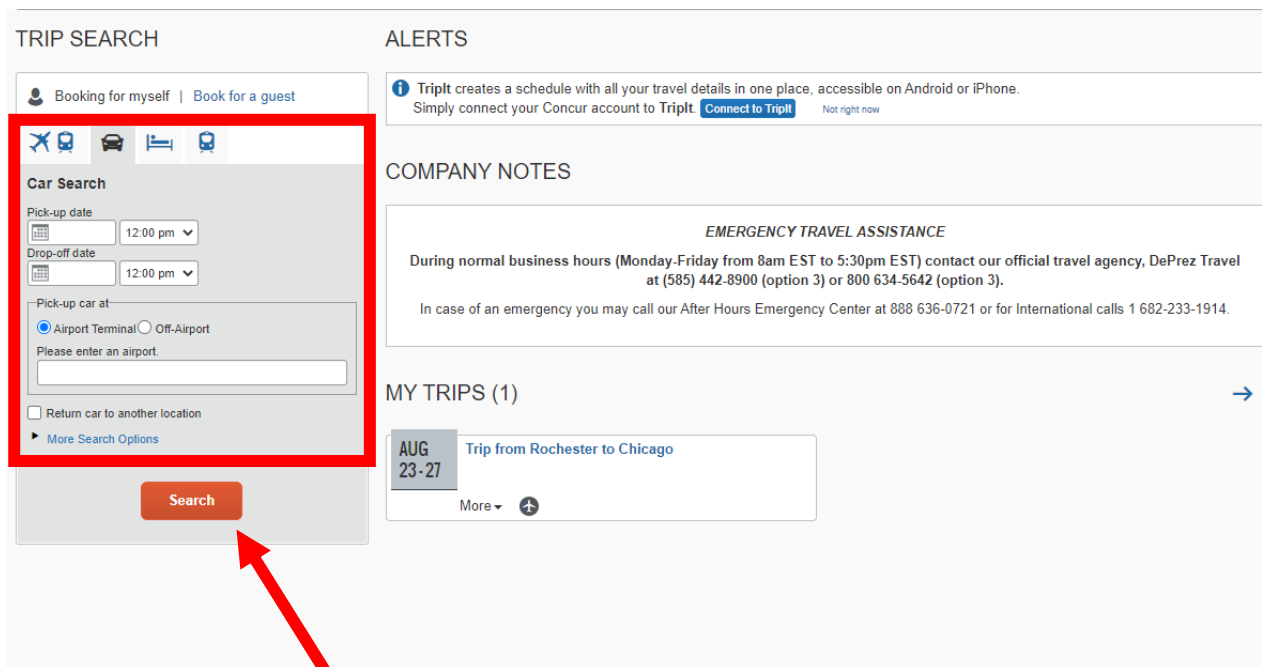 TRIP SEARCH
Booking for myself | Book for a guest
Car Search
Pick-up date
12:00 pm
Drop-off date
12:00 pm
Pick-up car at
Airport Terminal Off-Airport
Please enter an airport.
Return car to another location
More Search Options
Search
ALERTS
TripIt creates a schedule with all your travel details in one place, accessible on Android or iPhone.
Simply connect your Concur account to TripIt. Connect to TripIt Not right now
COMPANY NOTES
EMERGENCY TRAVEL ASSISTANCE
During normal business hours (Monday-Friday from 8am EST to 5:30pm EST) contact our official travel agency, DePrez Travel
at (585) 442-8900 (option 3) or 800 634-5642 (option 3).
In case of an emergency you may call our After Hours Emergency Center at 888 636-0721 or for International calls 1 682-233-1914.
MY TRIPS (1)
AUG
23-27
Trip from Rochester to Chicago
More